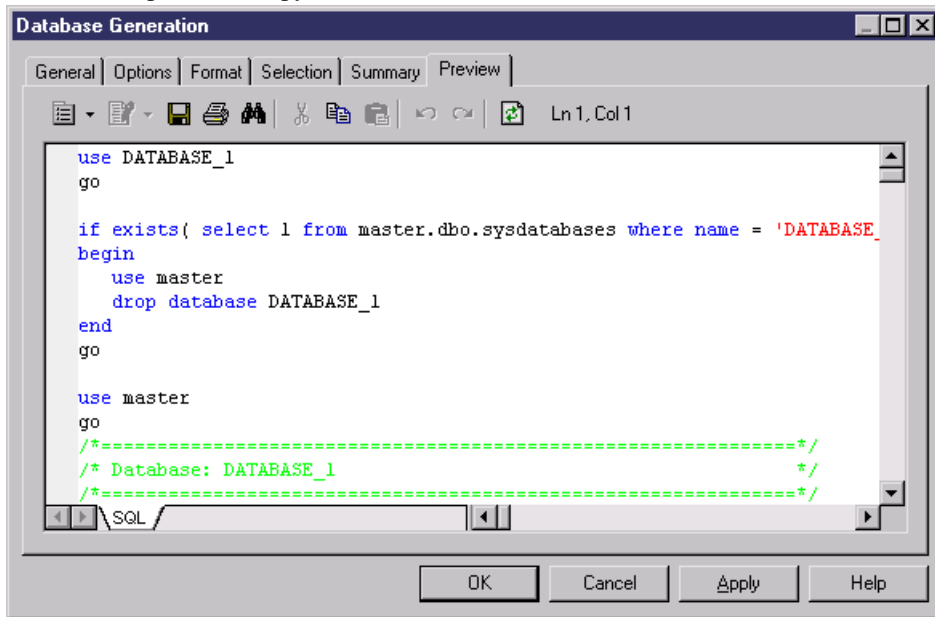 Database Generation
General Options Format Selection Summary Preview
Ln 1, Col 1
use DATABASE_1
go
if exists( select 1 from master.dbo.sysdatabases where name = 'DATABASE_
begin
use master
drop database DATABASE_1
end
go
use master
go
/*==============================================================*/
/* Database: DATABASE_1 */
/*==============================================================*/
SQL
OK Cancel Apply Help